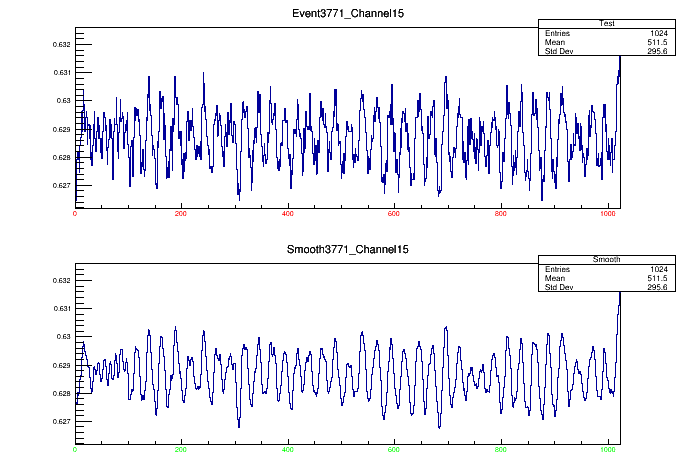 Event3771_Channel15
Test
Entries 1024
Mean 511.5
Std Dev 295.6
0.632
0.631
0.63
0.629
0.628
0.627
0 200 400 600 800 1000
Smooth3771_Channel15
Smooth
Entries 1024
Mean 511.5
Std Dev 295.6
0.632
0.631
0.63
0.629
0.628
0.627
0 200 400 600 800 1000